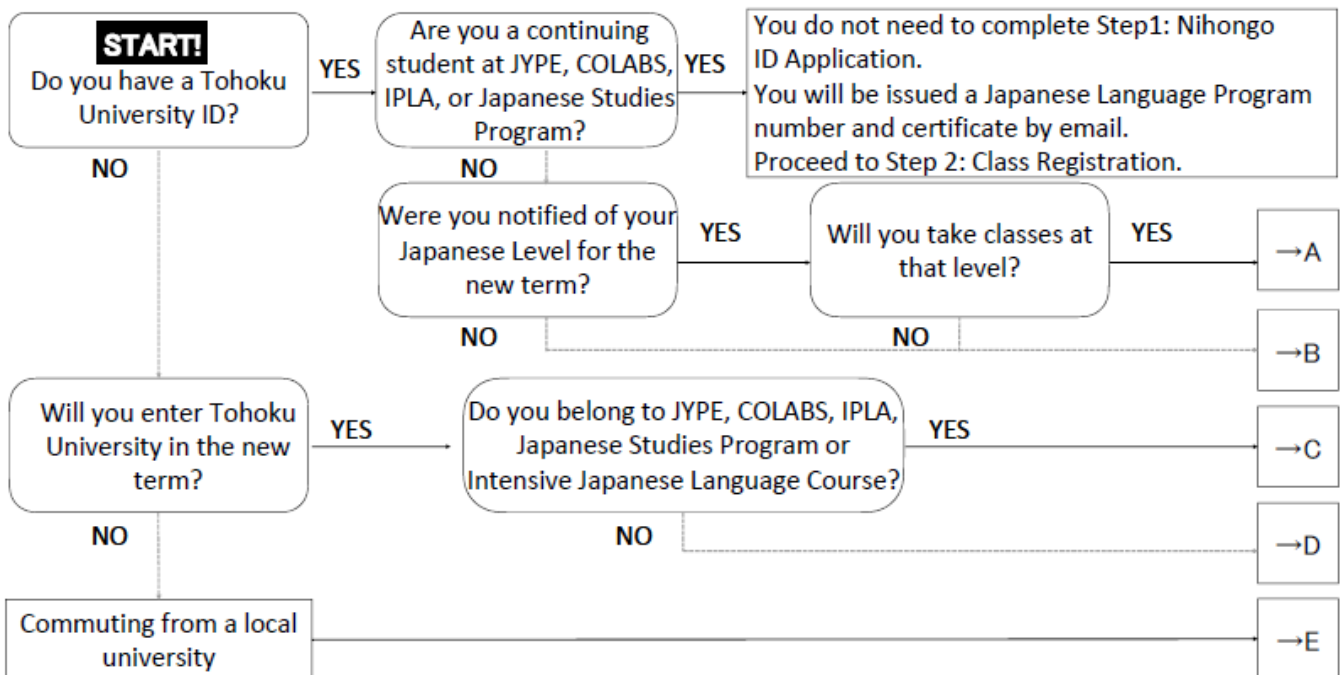 START!
Do you have a Tohoku
University ID?
YES
NO
Are you a continuing
student at JYPE, COLABS,
IPLA, or Japanese Studies
Program?
YES
NO
You do not need to complete Step1: Nihongo
ID Application.
You will be issued a Japanese Language Program
number and certificate by email.
Proceed to Step 2: Class Registration.
Were you notified of your
Japanese Level for the
new term?
YES
NO
Will you take classes at
that level?
YES
NO
→A
→B
Will you enter Tohoku
University in the new
term?
YES
NO
Do you belong to JYPE, COLABS, IPLA,
Japanese Studies Program or
Intensive Japanese Language Course?
YES
NO
→C
→D
Commuting from a local
university
→E